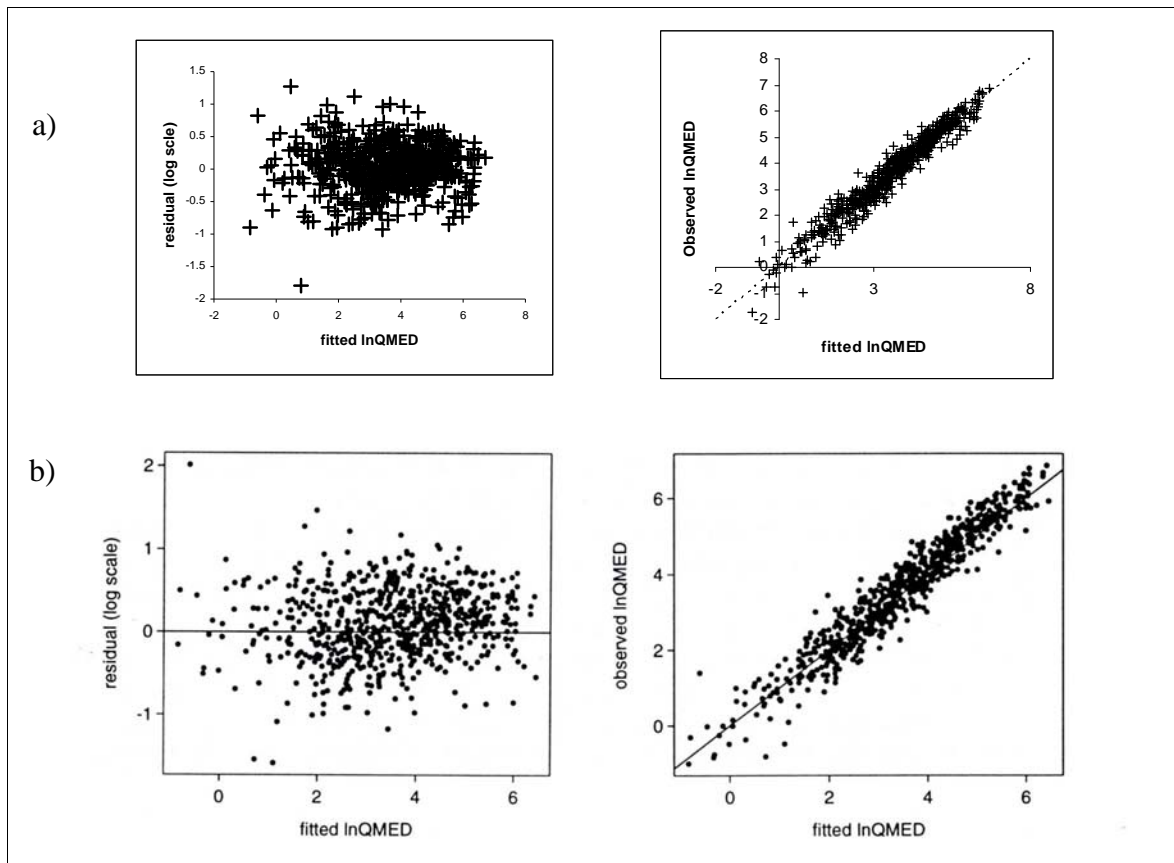 a)
residual (log scle)
1.5
1
0.5
0
-0.5
-1
-1.5
-2
-2 0 2 4 6 8
fitted lnQMED
Observed lnQMED
8
7
6
5
4
3
2
1
0
-1
-2
-2 3 8
fitted lnQMED
b)
residual (log scale)
2
1
0
-1
0 2 4 6
fitted lnQMED
observed lnQMED
6
4
2
0
0 2 4 6
fitted lnQMED